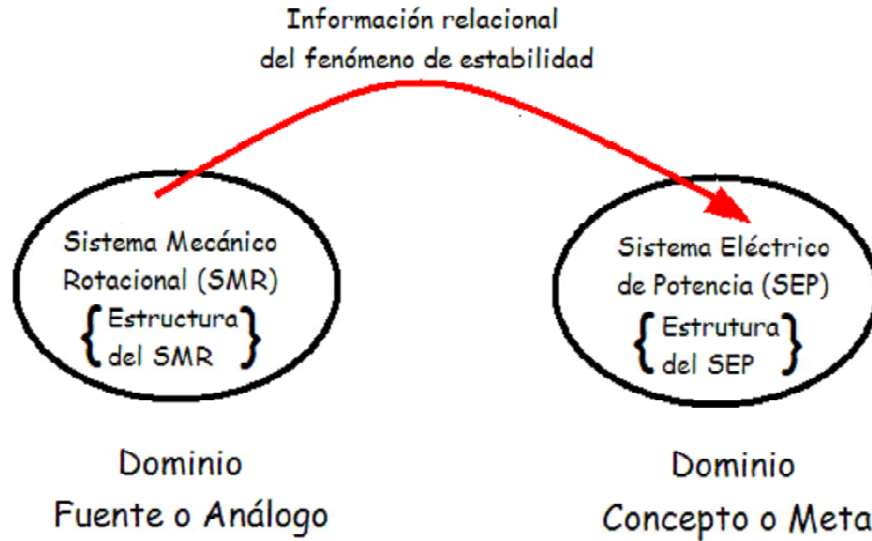 Información relacional
del fenómeno de estabilidad
Sistema Mecánico
Rotacional (SMR)
{ Estructura
del SMR }
Sistema Eléctrico
de Potencia (SEP)
{ Estrutura
del SEP }
Dominio
Fuente o Análogo
Dominio
Concepto o Meta